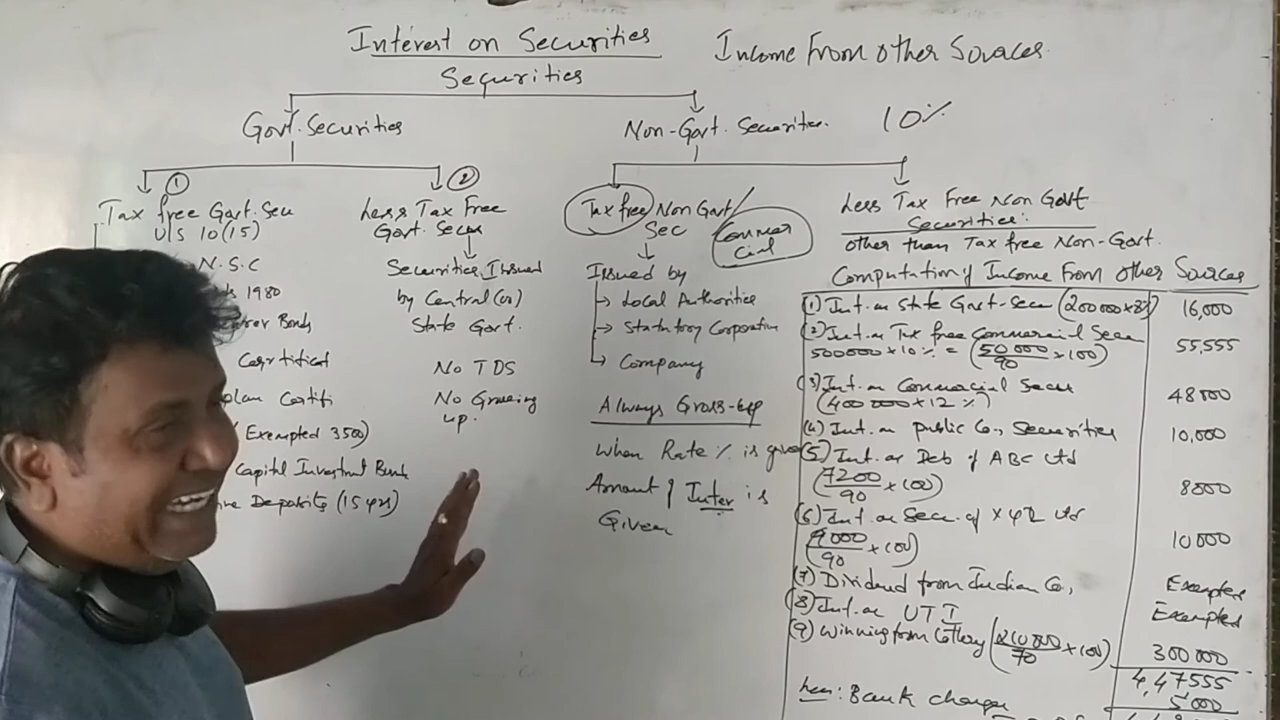 Interest on Securities
Income From Other Sources
Securities
Govt. Securities
Non-Govt. Securities.
10%
①
②
Tax free Govt. Sec
U/S 10(15)
N.S.C
1980
Bonds
Certificat
plan Certifi
(Exempted 3500)
Capital Investment Bonds
Deposits (15 yrs)
Less Tax Free
Govt. Secu
Securities Issued
by Central (or)
State Govt.
No TDS
No Grossing
up.
Tax free Non Govt/
Sec
Commer
cial
Issued by
Local Authorities
Statutory Corporation
Company
Always Gross-up
When Rate % is given
Amount of Inter is
Given
Less Tax Free Non Govt
Securities:
other than Tax free Non-Govt.
Computation of Income From Other Sources
(1) Int. on State Govt-Secu (200000 x 8%) 16,000
(2) Int. on Tax free Commercial Secu
500000 x 10% = (50000/90 x 100) 55,555
(3) Int. on Commercial Secu
(400000 x 12%) 48000
(4) Int. on public Co., Securities 10,000
(5) Int. on Deb of ABC Ltd
(7200/90 x 100) 8000
(6) Int. on Secu. of XYZ Ltd
(9000/90 x 100) 10000
(7) Dividend from Indian Co., Exempted
(8) Int. on UTI Exempted
(9) Winning from Lottery (210000/70 x 100) 300000
4,47555
Less: Bank charges 5000